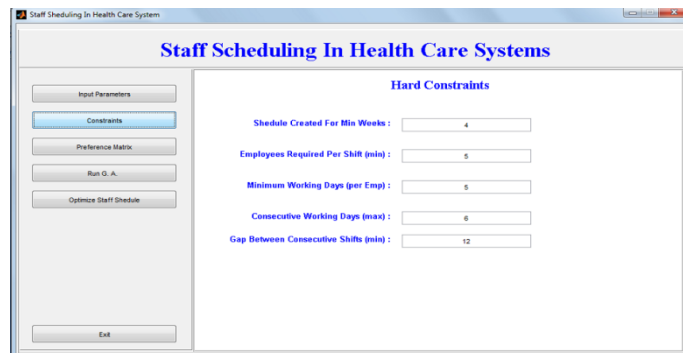 Staff Sheduling In Health Care System
Staff Scheduling In Health Care Systems
Input Parameters
Constraints
Preference Matrix
Run G. A.
Optimize Staff Shedule
Exit
Hard Constraints
Shedule Created For Min Weeks : 4
Employees Required Per Shift (min) : 5
Minimum Working Days (per Emp) : 5
Consecutive Working Days (max) : 6
Gap Between Consecutive Shifts (min) : 12